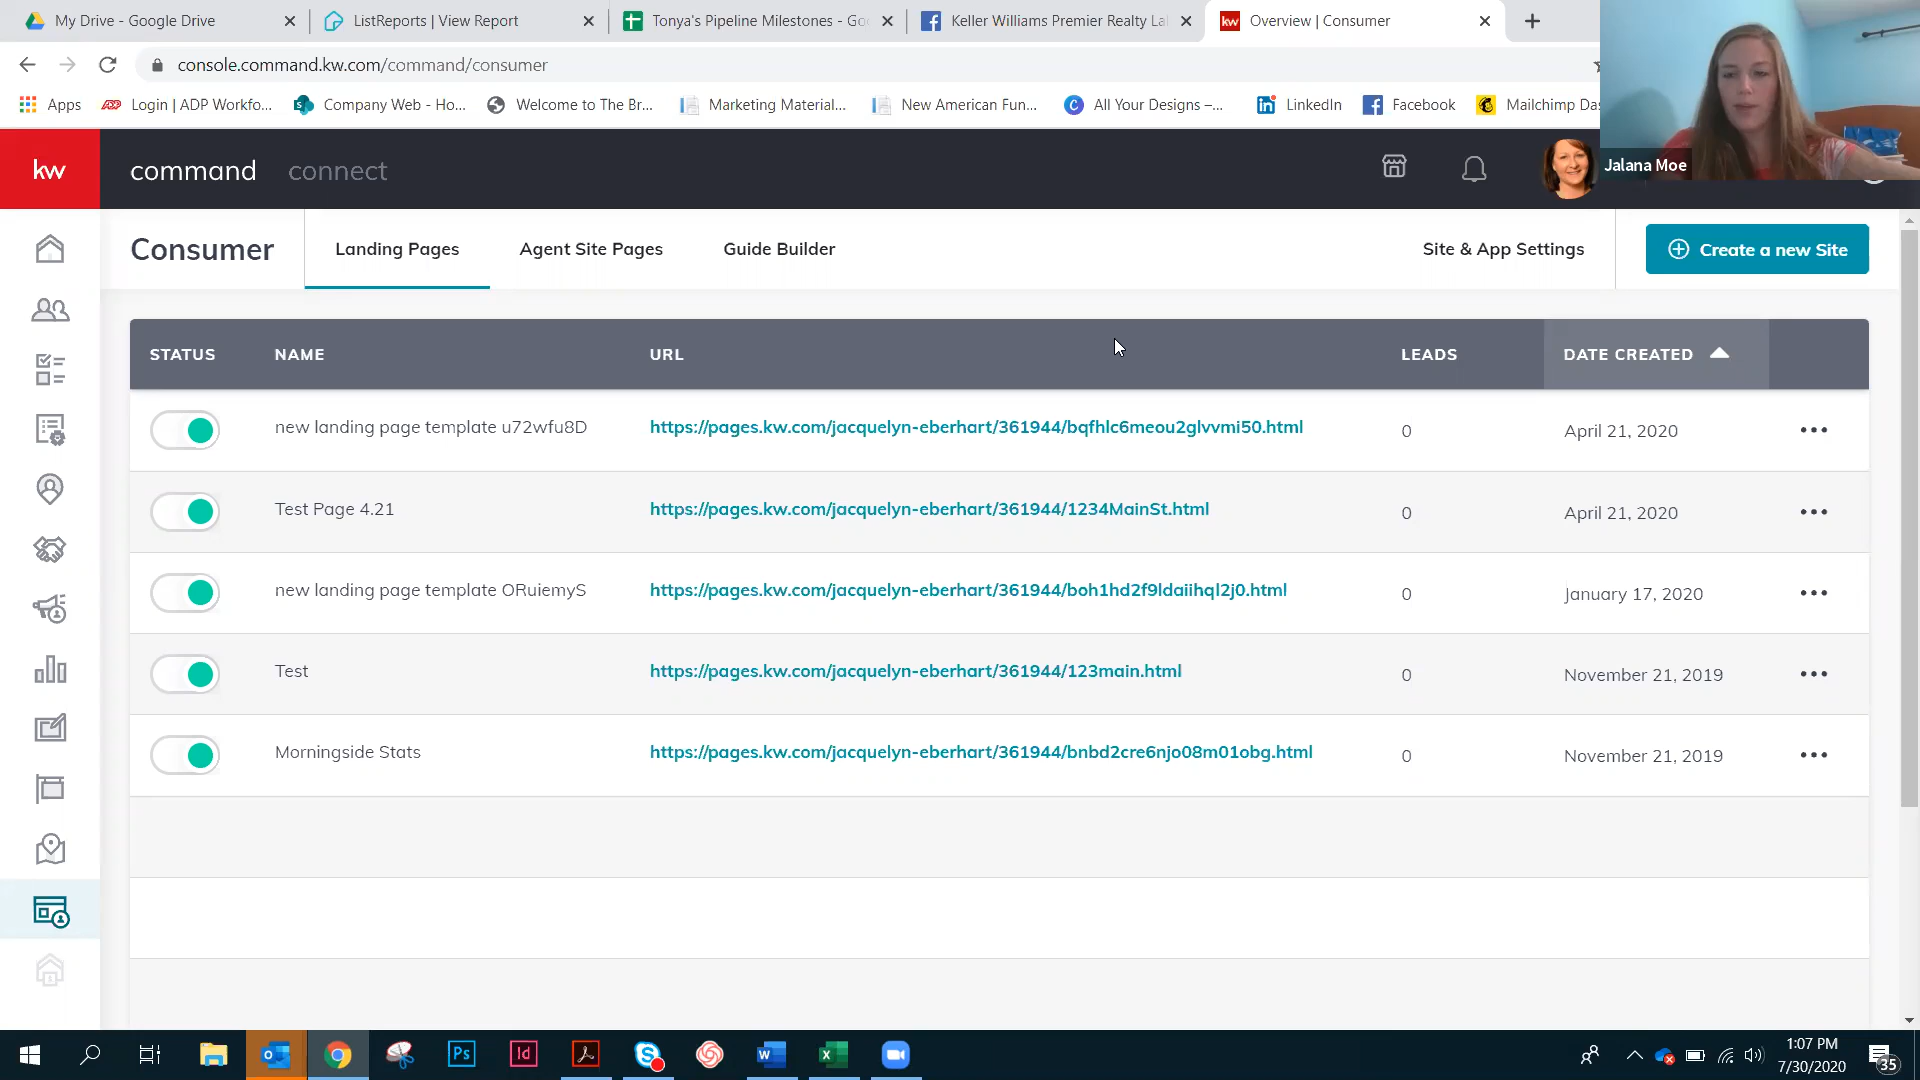 My Drive - Google Drive
ListReports | View Report
Tonya's Pipeline Milestones - Go
Keller Williams Premier Realty La
kw Overview | Consumer
console.command.kw.com/command/consumer
Apps
ADP Login | ADP Workfo...
Company Web - Ho...
Welcome to The Br...
Marketing Material...
New American Fun...
All Your Designs –...
LinkedIn
Facebook
Mailchimp Das
kw command connect
Jalana Moe
Consumer
Landing Pages
Agent Site Pages
Guide Builder
Site & App Settings
Create a new Site
STATUS NAME URL LEADS DATE CREATED
new landing page template u72wfu8D https://pages.kw.com/jacquelyn-eberhart/361944/bqfhlc6meou2glvvmi50.html 0 April 21, 2020
Test Page 4.21 https://pages.kw.com/jacquelyn-eberhart/361944/1234MainSt.html 0 April 21, 2020
new landing page template ORuiemyS https://pages.kw.com/jacquelyn-eberhart/361944/boh1hd2f9ldaiihql2j0.html 0 January 17, 2020
Test https://pages.kw.com/jacquelyn-eberhart/361944/123main.html 0 November 21, 2019
Morningside Stats https://pages.kw.com/jacquelyn-eberhart/361944/bnbd2cre6njo08m01obg.html 0 November 21, 2019
Ps
Id
1:07 PM
7/30/2020
35